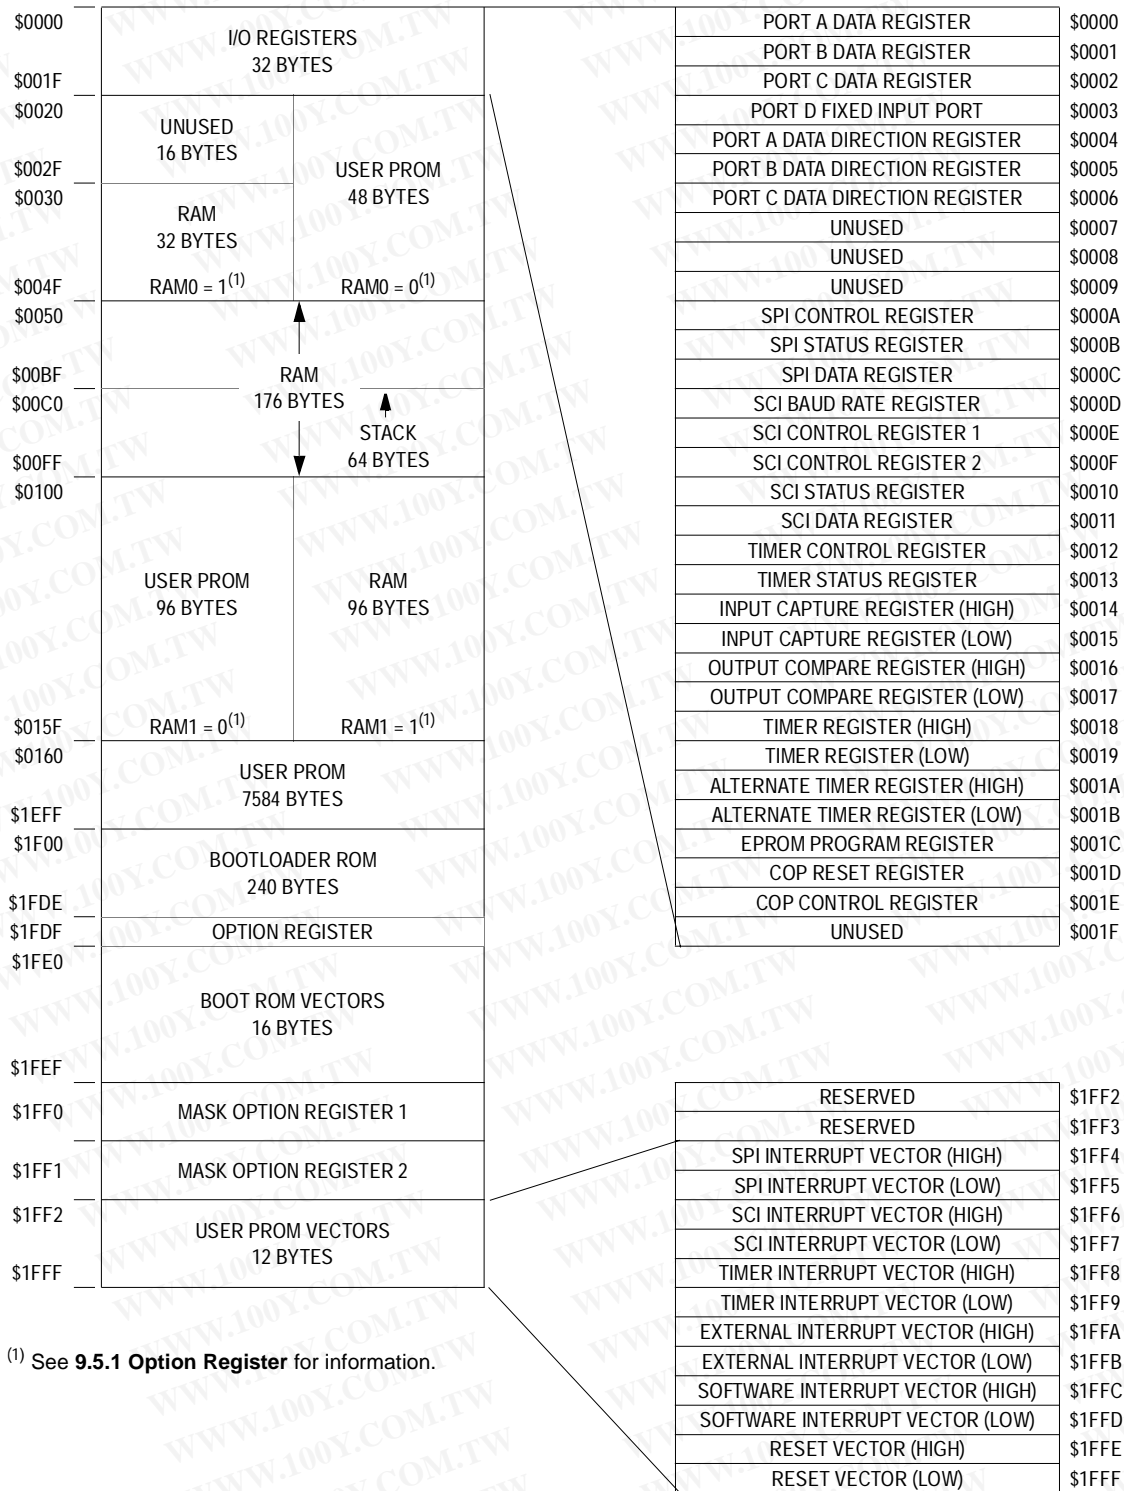 $0000
I/O REGISTERS
32 BYTES
$001F
$0020
UNUSED
16 BYTES
$002F
USER PROM
48 BYTES
$0030
RAM
32 BYTES
$004F
RAM0 = 1(1)
RAM0 = 0(1)
$0050
$00BF
RAM
176 BYTES
$00C0
STACK
64 BYTES
$00FF
$0100
USER PROM
96 BYTES
RAM
96 BYTES
$015F
RAM1 = 0(1)
RAM1 = 1(1)
$0160
USER PROM
7584 BYTES
$1EFF
$1F00
BOOTLOADER ROM
240 BYTES
$1FDE
$1FDF OPTION REGISTER
$1FE0
BOOT ROM VECTORS
16 BYTES
$1FEF
$1FF0 MASK OPTION REGISTER 1
$1FF1 MASK OPTION REGISTER 2
$1FF2
USER PROM VECTORS
12 BYTES
$1FFF
(1) See 9.5.1 Option Register for information.
PORT A DATA REGISTER $0000
PORT B DATA REGISTER $0001
PORT C DATA REGISTER $0002
PORT D FIXED INPUT PORT $0003
PORT A DATA DIRECTION REGISTER $0004
PORT B DATA DIRECTION REGISTER $0005
PORT C DATA DIRECTION REGISTER $0006
UNUSED $0007
UNUSED $0008
UNUSED $0009
SPI CONTROL REGISTER $000A
SPI STATUS REGISTER $000B
SPI DATA REGISTER $000C
SCI BAUD RATE REGISTER $000D
SCI CONTROL REGISTER 1 $000E
SCI CONTROL REGISTER 2 $000F
SCI STATUS REGISTER $0010
SCI DATA REGISTER $0011
TIMER CONTROL REGISTER $0012
TIMER STATUS REGISTER $0013
INPUT CAPTURE REGISTER (HIGH) $0014
INPUT CAPTURE REGISTER (LOW) $0015
OUTPUT COMPARE REGISTER (HIGH) $0016
OUTPUT COMPARE REGISTER (LOW) $0017
TIMER REGISTER (HIGH) $0018
TIMER REGISTER (LOW) $0019
ALTERNATE TIMER REGISTER (HIGH) $001A
ALTERNATE TIMER REGISTER (LOW) $001B
EPROM PROGRAM REGISTER $001C
COP RESET REGISTER $001D
COP CONTROL REGISTER $001E
UNUSED $001F
RESERVED $1FF2
RESERVED $1FF3
SPI INTERRUPT VECTOR (HIGH) $1FF4
SPI INTERRUPT VECTOR (LOW) $1FF5
SCI INTERRUPT VECTOR (HIGH) $1FF6
SCI INTERRUPT VECTOR (LOW) $1FF7
TIMER INTERRUPT VECTOR (HIGH) $1FF8
TIMER INTERRUPT VECTOR (LOW) $1FF9
EXTERNAL INTERRUPT VECTOR (HIGH) $1FFA
EXTERNAL INTERRUPT VECTOR (LOW) $1FFB
SOFTWARE INTERRUPT VECTOR (HIGH) $1FFC
SOFTWARE INTERRUPT VECTOR (LOW) $1FFD
RESET VECTOR (HIGH) $1FFE
RESET VECTOR (LOW) $1FFF
WWW.100Y.COM.TW